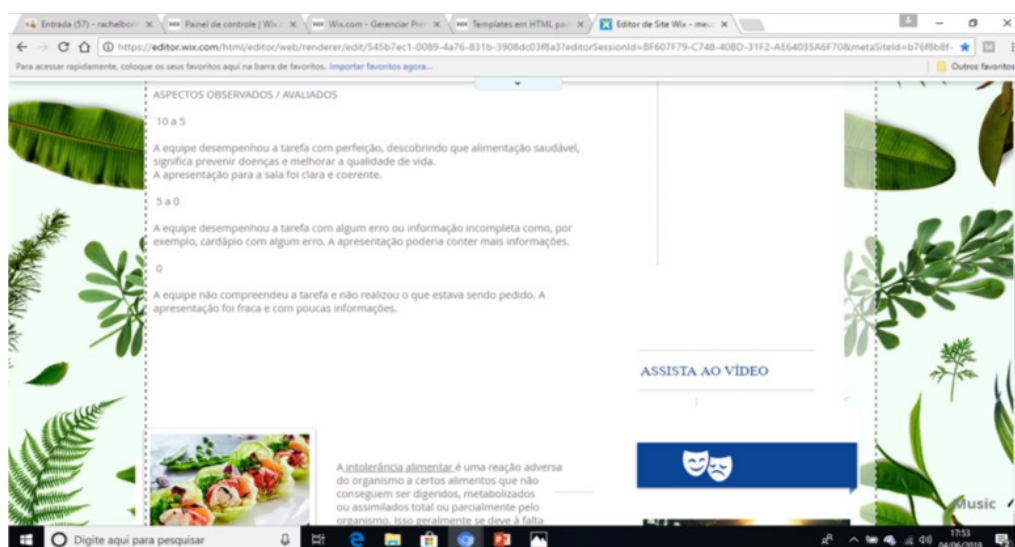 Entrada (57) - rachelbon
Painel de controle | Wix.c
Wix.com - Gerenciar Pre
Templates em HTML pa
Editor de Site Wix - meu
https://editor.wix.com/html/editor/web/renderer/edit/545b7ec1-0089-4a76-831b-3908dc03f8a3?editorSessionId=BF607F79-C748-40BD-31F2-AE64035A6F70&metaSiteId=b76f8b8f-
Para acessar rapidamente, coloque os seus favoritos aqui na barra de favoritos. Importar favoritos agora...
Outros favoritos
ASPECTOS OBSERVADOS / AVALIADOS
10 a 5
A equipe desempenhou a tarefa com perfeição, descobrindo que alimentação saudável,
significa prevenir doenças e melhorar a qualidade de vida.
A apresentação para a sala foi clara e coerente.
5 a 0
A equipe desempenhou a tarefa com algum erro ou informação incompleta como, por
exemplo, cardápio com algum erro. A apresentação poderia conter mais informações.
0
A equipe não compreendeu a tarefa e não realizou o que estava sendo pedido. A
apresentação foi fraca e com poucas informações.
ASSISTA AO VÍDEO
A intolerância alimentar é uma reação adversa
do organismo a certos alimentos que não
conseguem ser digeridos, metabolizados
ou assimilados total ou parcialmente pelo
organismo. Isso geralmente se deve à falta
Music
Digite aqui para pesquisar
17:53
04/06/2019